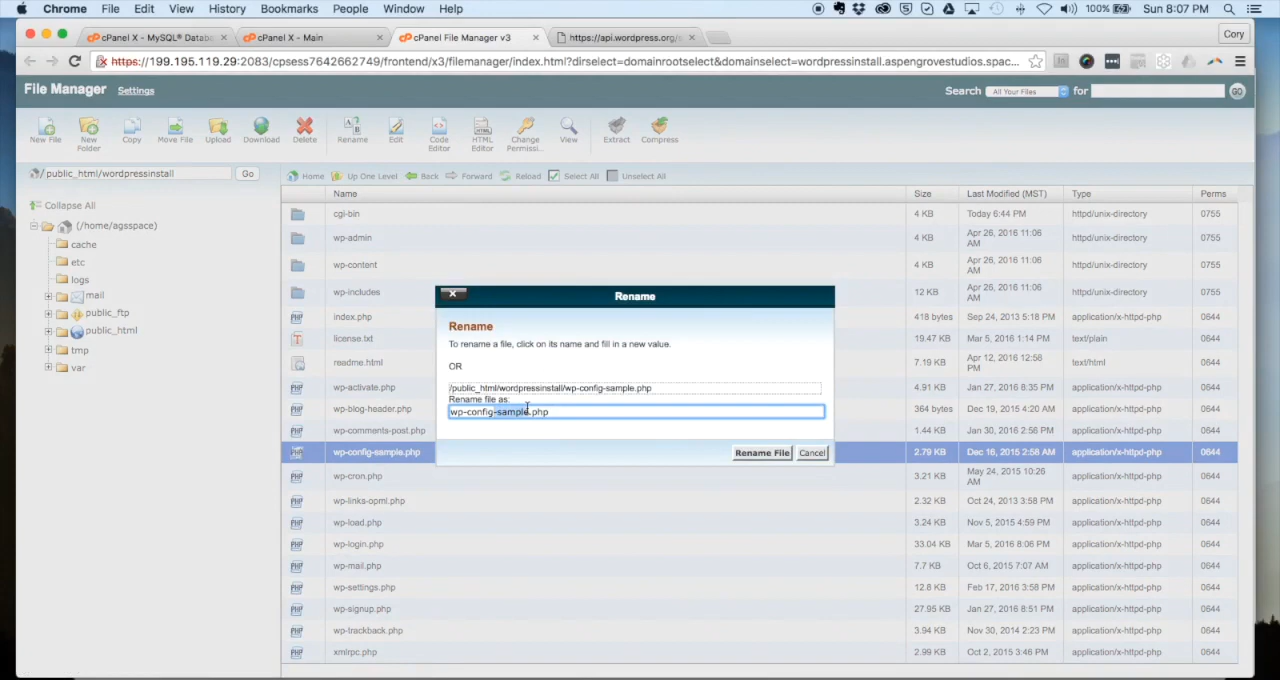 Chrome File Edit View History Bookmarks People Window Help 100% Sun 8:07 PM
cPanel X - MySQL® Databa cPanel X - Main cPanel File Manager v3 https://api.wordpress.org/ Cory
https://199.195.119.29:2083/cpsess7642662749/frontend/x3/filemanager/index.html?dirselect=domainrootselect&domainselect=wordpressinstall.aspengrovestudios.spac...
File Manager Settings Search All Your Files for GO
New File New Folder Copy Move File Upload Download Delete Rename Edit Code Editor HTML Editor Change Permissi... View Extract Compress
/public_html/wordpressinstall Go Home Up One Level Back Forward Reload Select All Unselect All
Collapse All
(/home/agsspace)
cache
etc
logs
mail
public_ftp
public_html
tmp
var
Name Size Last Modified (MST) Type Perms
cgi-bin 4 KB Today 6:44 PM httpd/unix-directory 0755
wp-admin 4 KB Apr 26, 2016 11:06 AM httpd/unix-directory 0755
wp-content 4 KB Apr 26, 2016 11:06 AM httpd/unix-directory 0755
wp-includes 12 KB Apr 26, 2016 11:06 AM httpd/unix-directory 0755
index.php 418 bytes Sep 24, 2013 5:18 PM application/x-httpd-php 0644
license.txt 19.47 KB Mar 5, 2016 1:14 PM text/plain 0644
readme.html 7.19 KB Apr 12, 2016 12:58 PM text/html 0644
wp-activate.php 4.91 KB Jan 27, 2016 8:35 PM application/x-httpd-php 0644
wp-blog-header.php 364 bytes Dec 19, 2015 4:20 AM application/x-httpd-php 0644
wp-comments-post.php 1.44 KB Jan 30, 2016 2:56 PM application/x-httpd-php 0644
wp-config-sample.php 2.79 KB Dec 16, 2015 2:58 AM application/x-httpd-php 0644
wp-cron.php 3.21 KB May 24, 2015 10:26 AM application/x-httpd-php 0644
wp-links-opml.php 2.32 KB Oct 24, 2013 3:58 PM application/x-httpd-php 0644
wp-load.php 3.24 KB Nov 5, 2015 4:59 PM application/x-httpd-php 0644
wp-login.php 33.04 KB Mar 5, 2016 8:06 PM application/x-httpd-php 0644
wp-mail.php 7.7 KB Oct 6, 2015 7:07 AM application/x-httpd-php 0644
wp-settings.php 12.8 KB Feb 17, 2016 3:58 PM application/x-httpd-php 0644
wp-signup.php 27.95 KB Jan 27, 2016 8:51 PM application/x-httpd-php 0644
wp-trackback.php 3.94 KB Nov 30, 2014 2:23 PM application/x-httpd-php 0644
xmlrpc.php 2.99 KB Oct 2, 2015 3:46 PM application/x-httpd-php 0644
Rename
Rename
To rename a file, click on its name and fill in a new value.
OR
/public_html/wordpressinstall/wp-config-sample.php
Rename file as:
wp-config-sample.php
Rename File Cancel